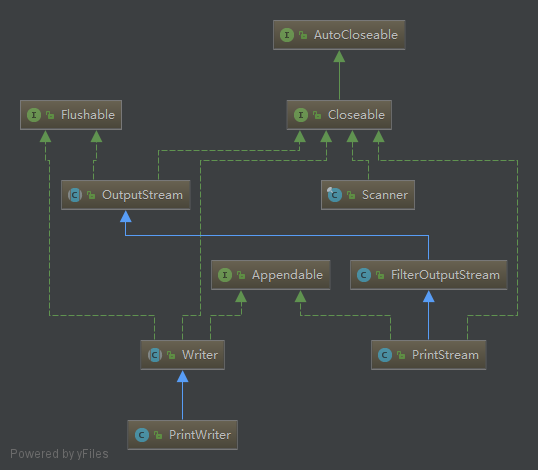 I AutoCloseable
I Flushable
I Closeable
C OutputStream
C Scanner
I Appendable
C FilterOutputStream
C Writer
C PrintStream
C PrintWriter
Powered by yFiles